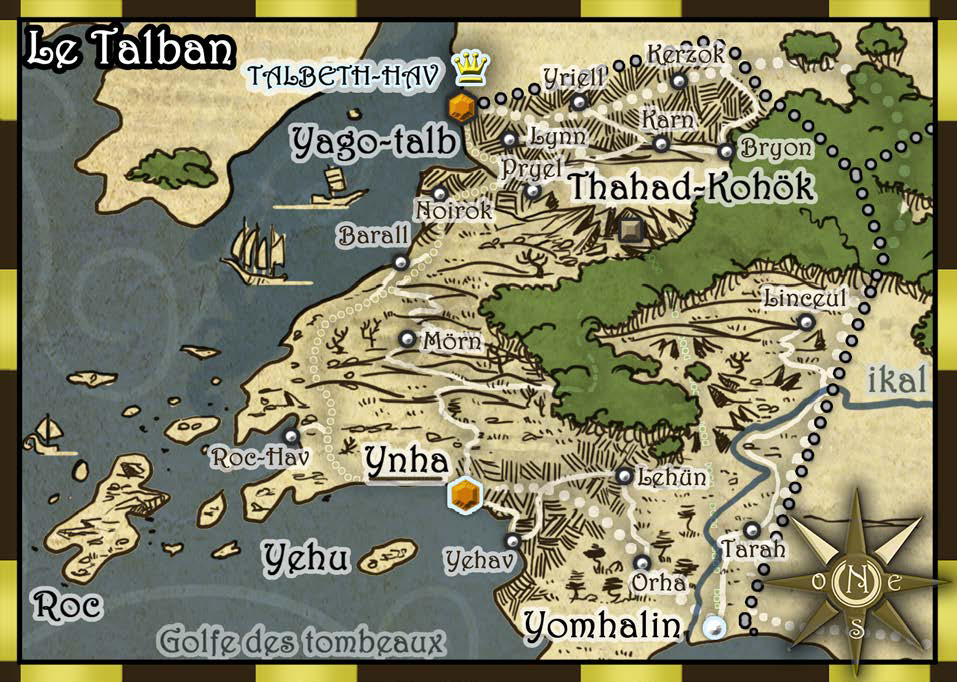 Le Talban
TALBETH-HAV
Kerzok
Yriell
Yago-talb
Lynn
Karn
Bryon
Pryel
Thahad-Kohök
Noirok
Barall
Linceul
Mörn
ikal
Roc-Hav
Ynha
Lehün
Yehu
Yehav
Tarah
Orha
Roc
Yomhalin
Golfe des tombeaux
N
O
E
S